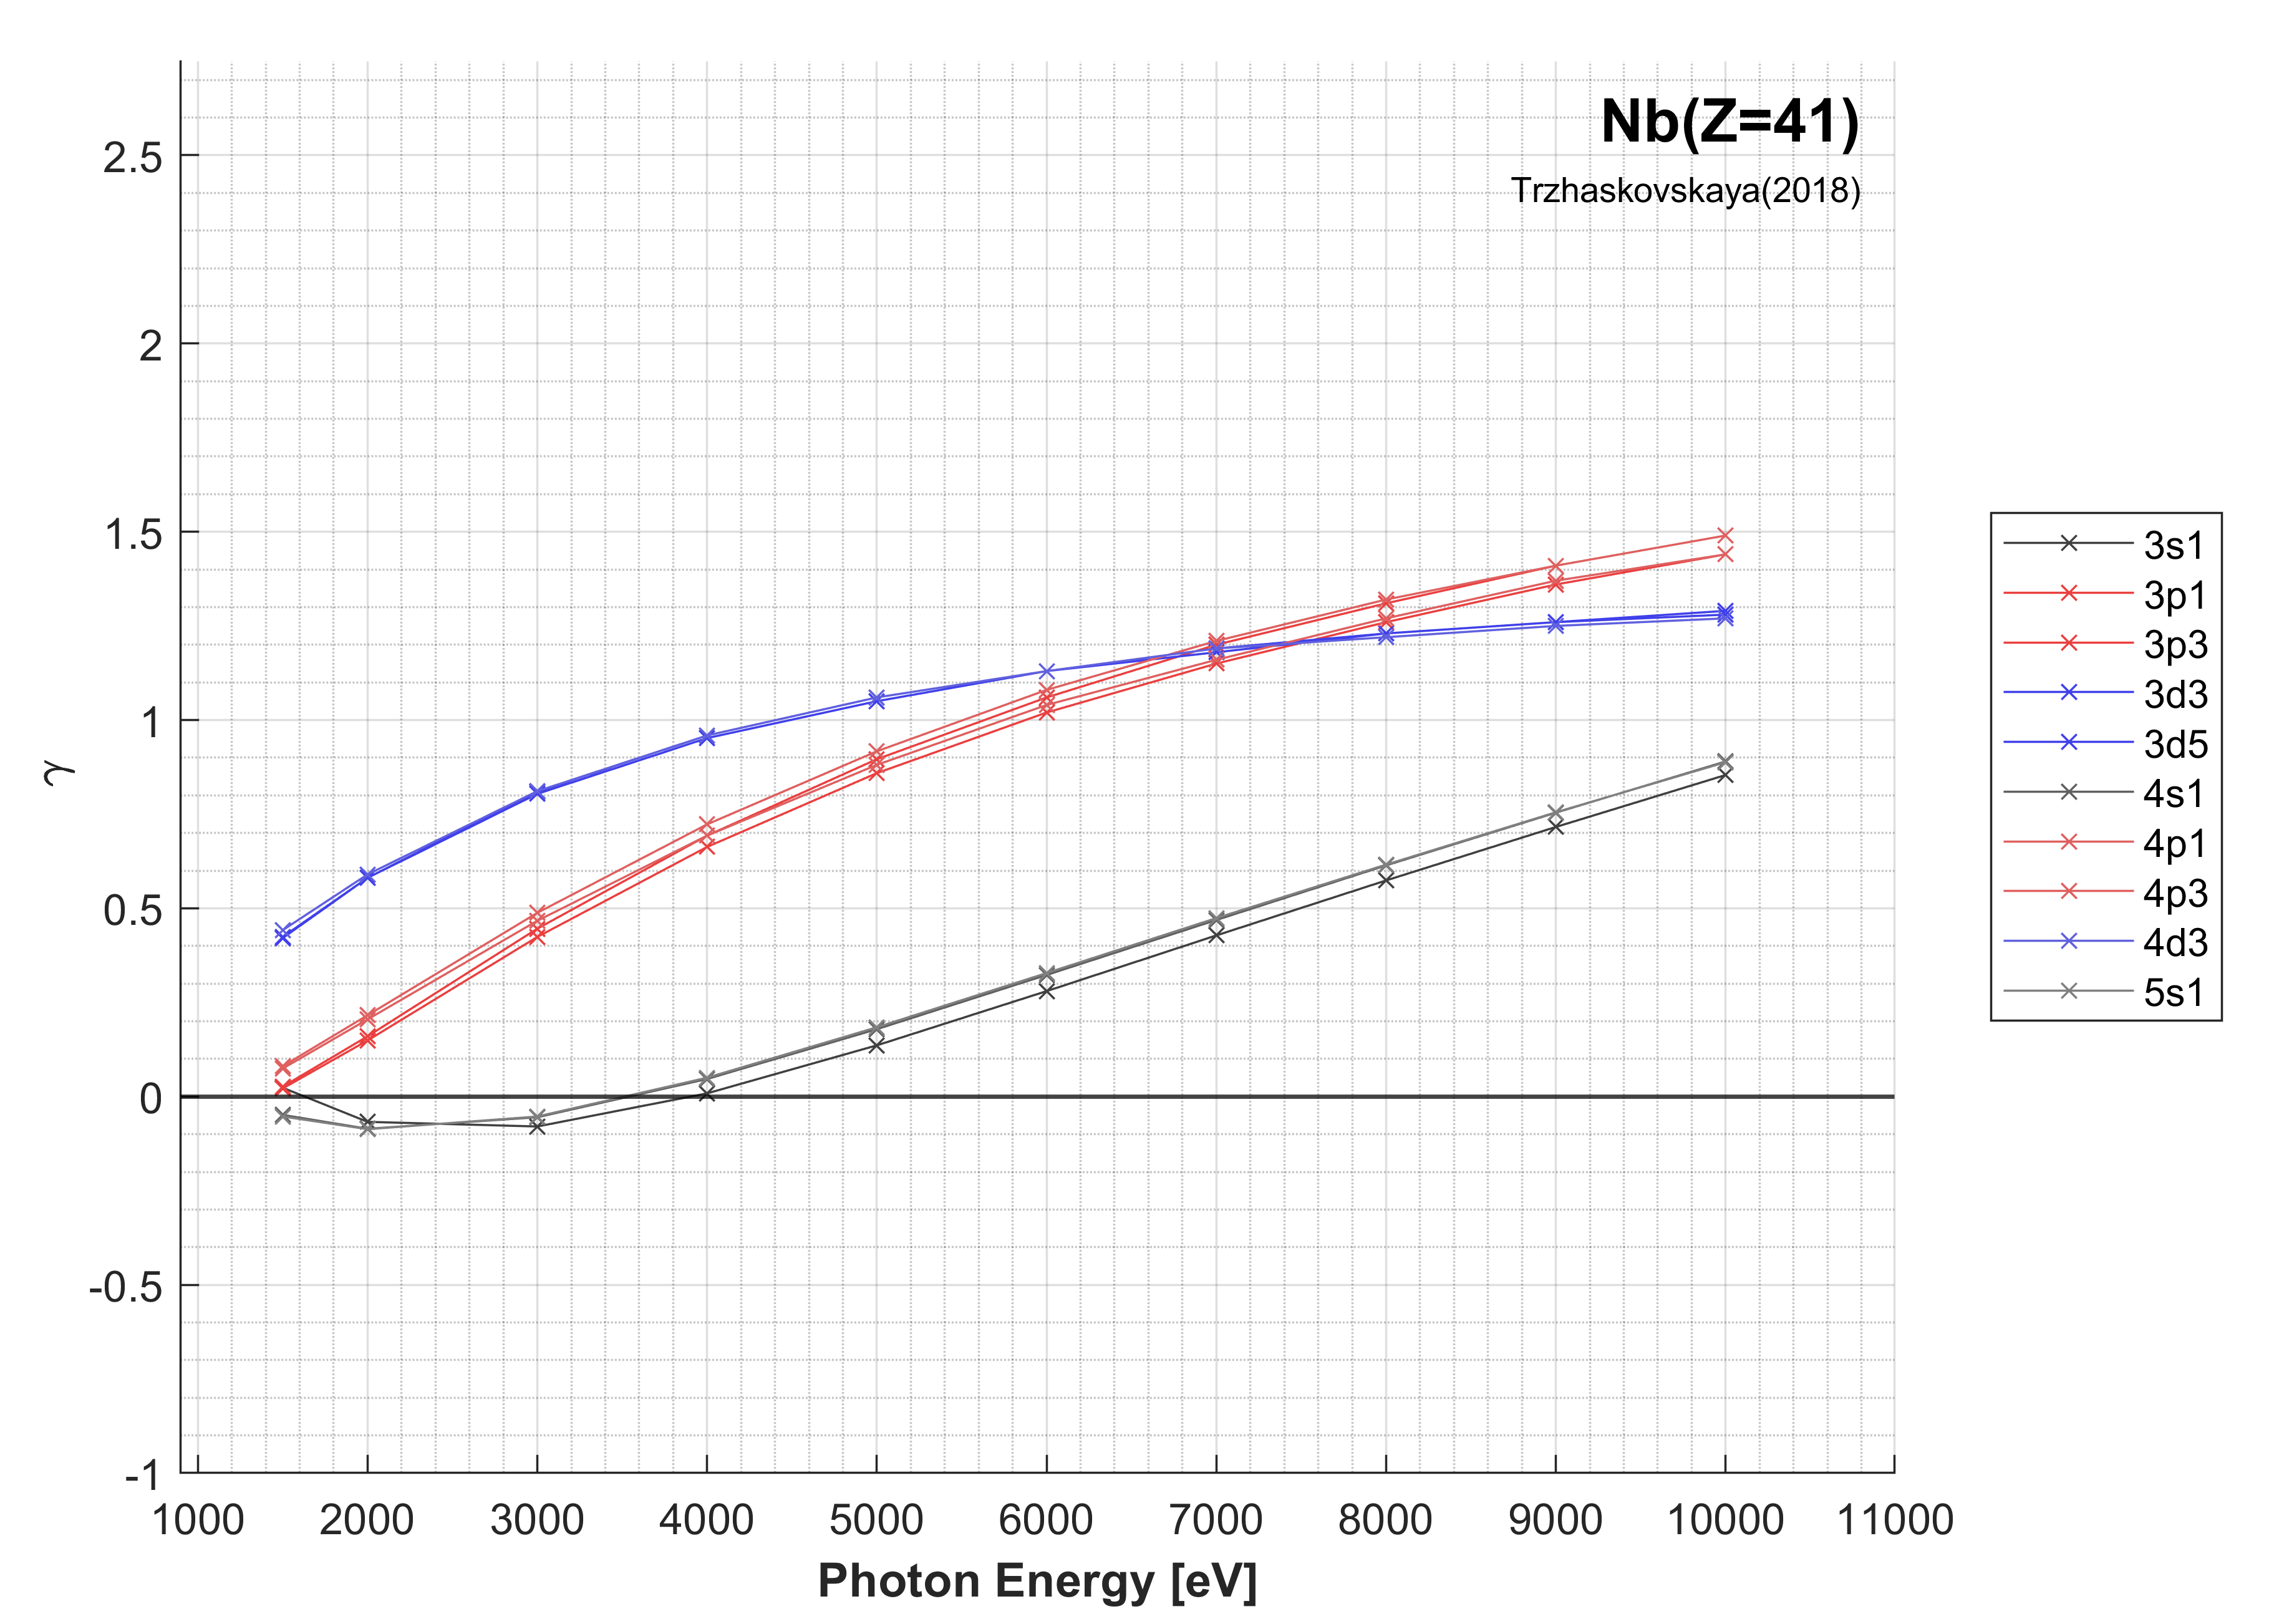 Nb(Z=41)
Trzhaskovskaya(2018)
2.5
2
1.5
1
0.5
0
-0.5
-1
γ
1000 2000 3000 4000 5000 6000 7000 8000 9000 10000 11000
Photon Energy [eV]
3s1
3p1
3p3
3d3
3d5
4s1
4p1
4p3
4d3
5s1